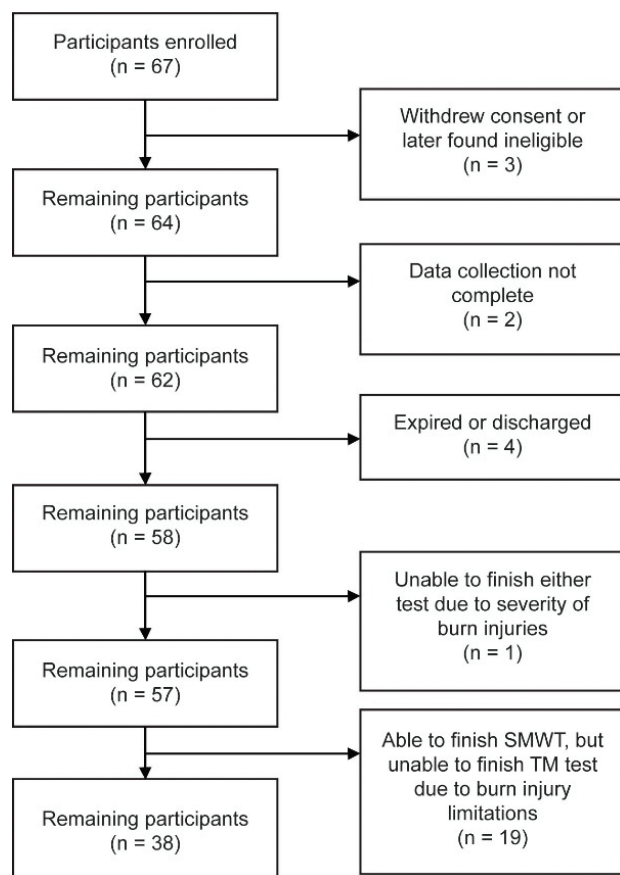 Participants enrolled
(n = 67)
Withdrew consent or
later found ineligible
(n = 3)
Remaining participants
(n = 64)
Data collection not
complete
(n = 2)
Remaining participants
(n = 62)
Expired or discharged
(n = 4)
Remaining participants
(n = 58)
Unable to finish either
test due to severity of
burn injuries
(n = 1)
Remaining participants
(n = 57)
Able to finish SMWT, but
unable to finish TM test
due to burn injury
limitations
(n = 19)
Remaining participants
(n = 38)